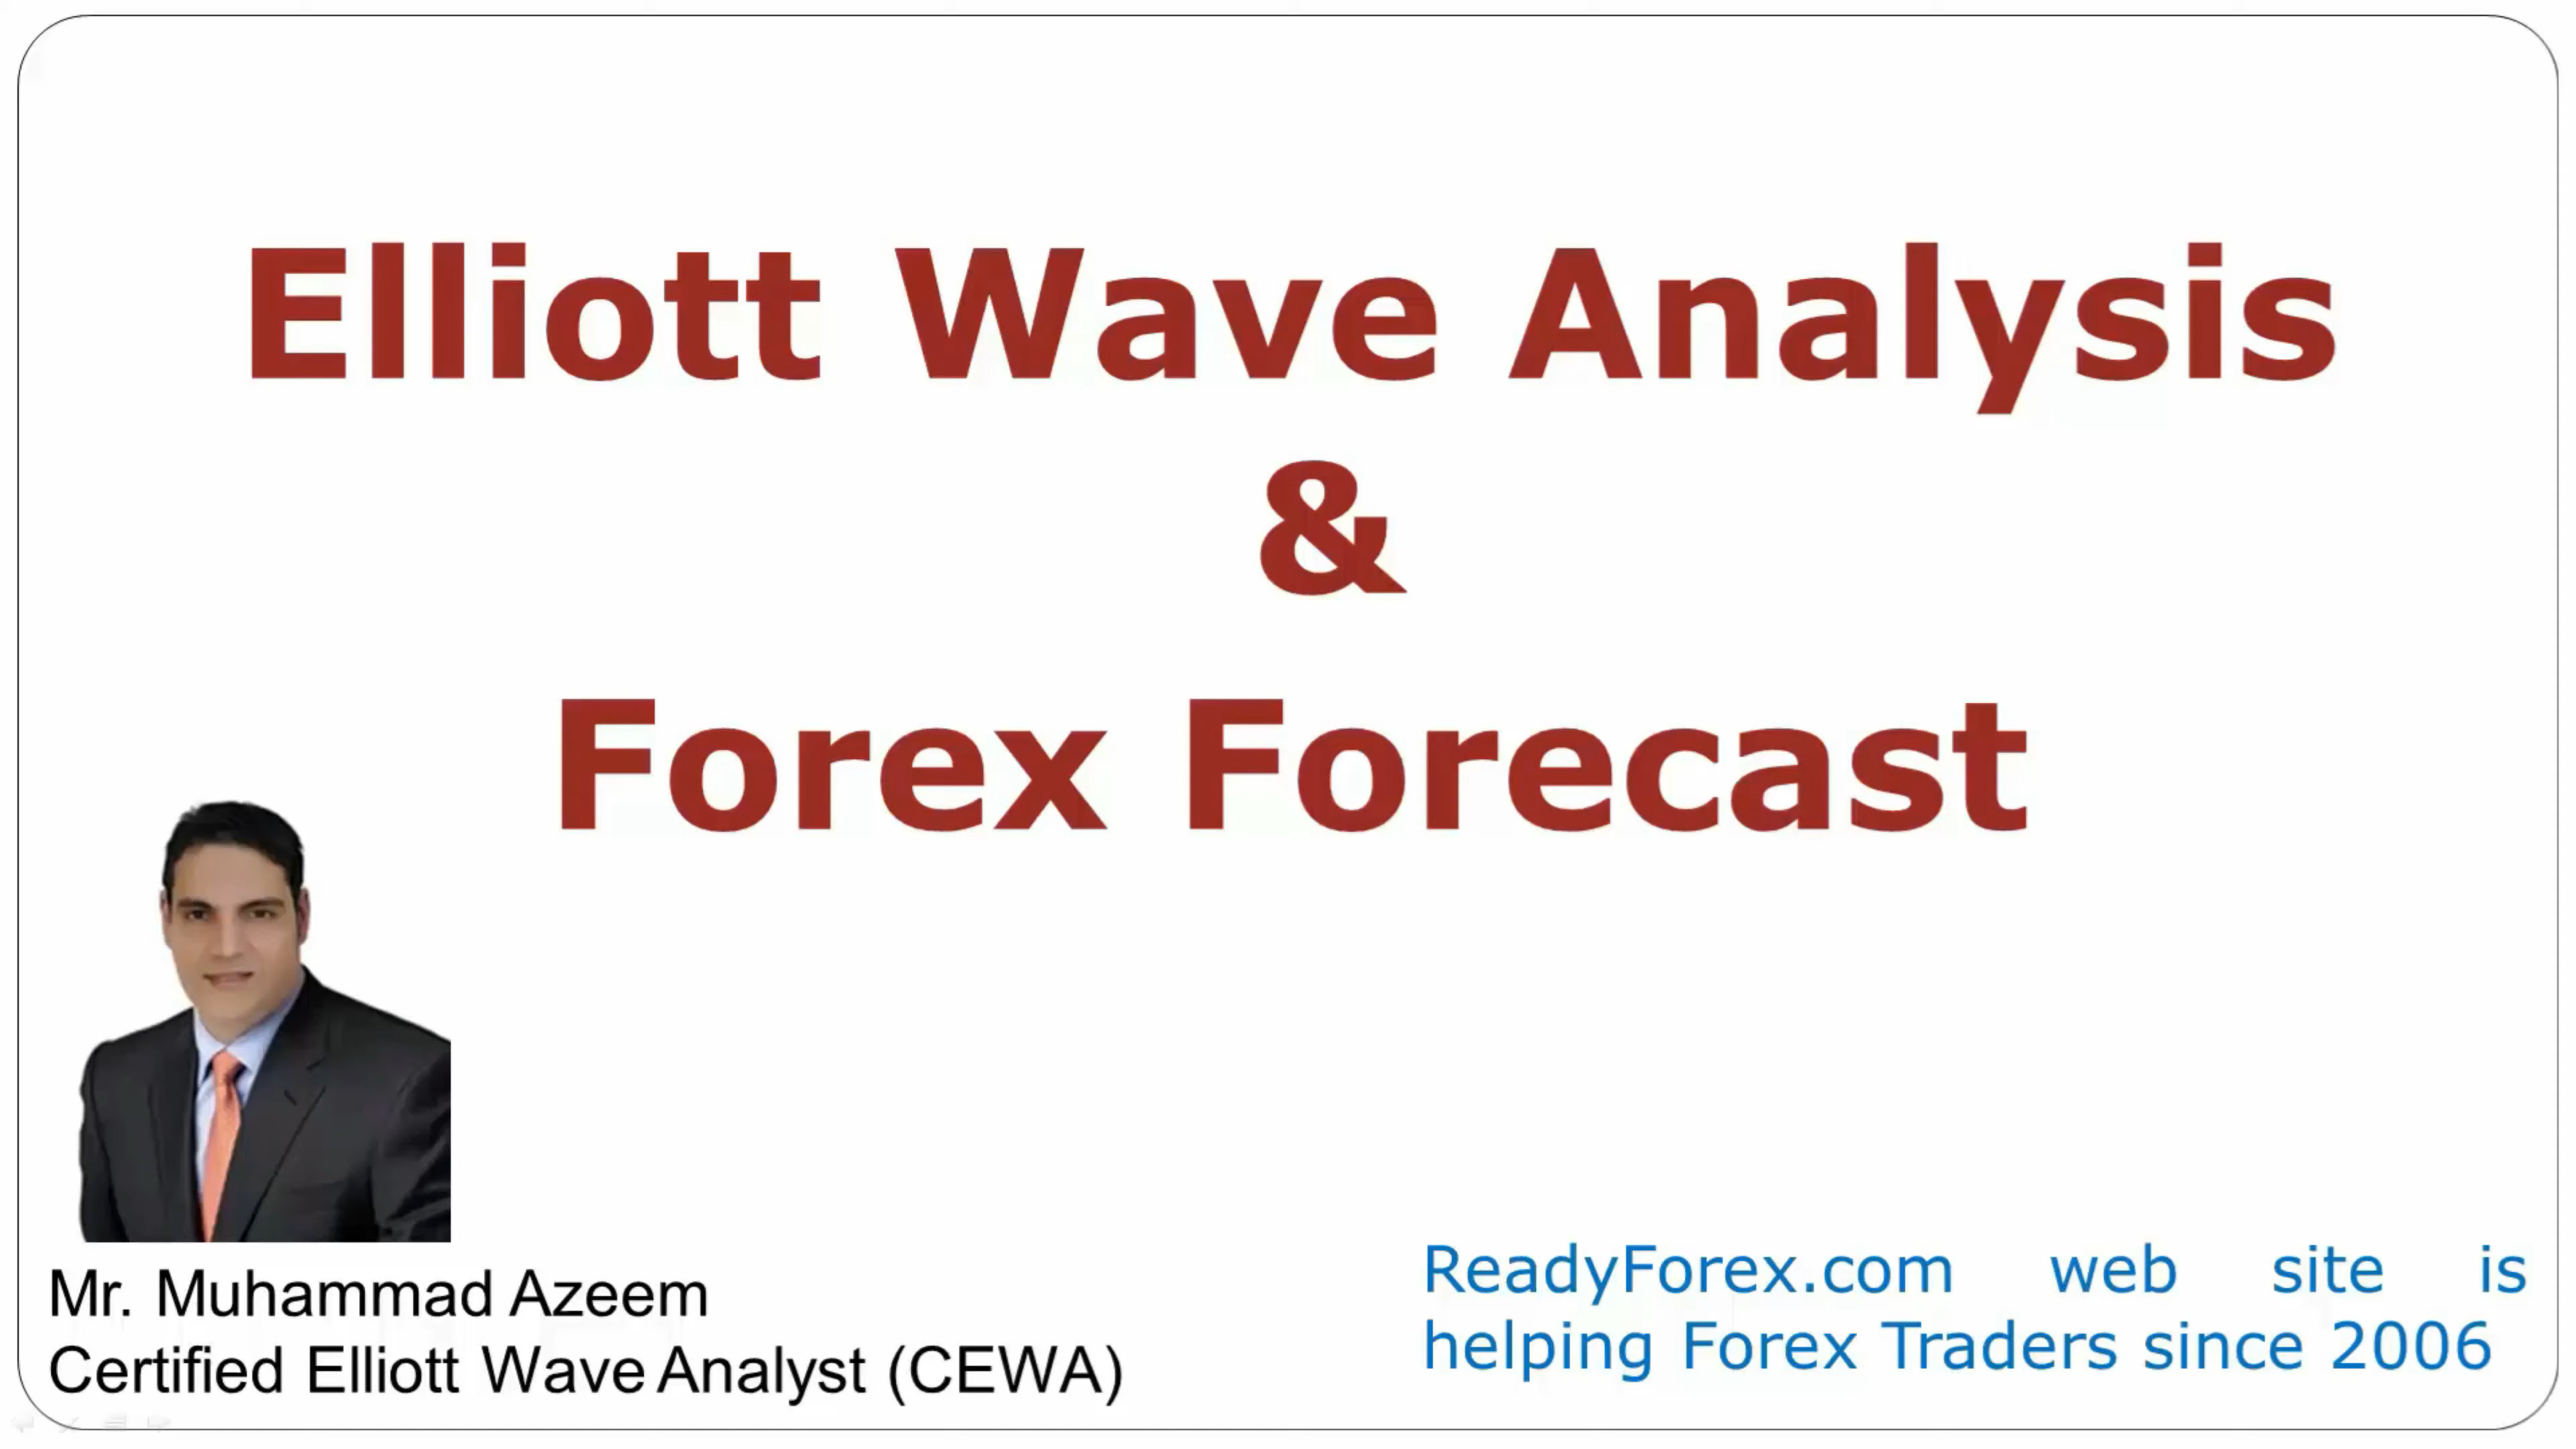 Elliott Wave Analysis
&
Forex Forecast
Mr. Muhammad Azeem
Certified Elliott Wave Analyst (CEWA)
ReadyForex.com web site is
helping Forex Traders since 2006